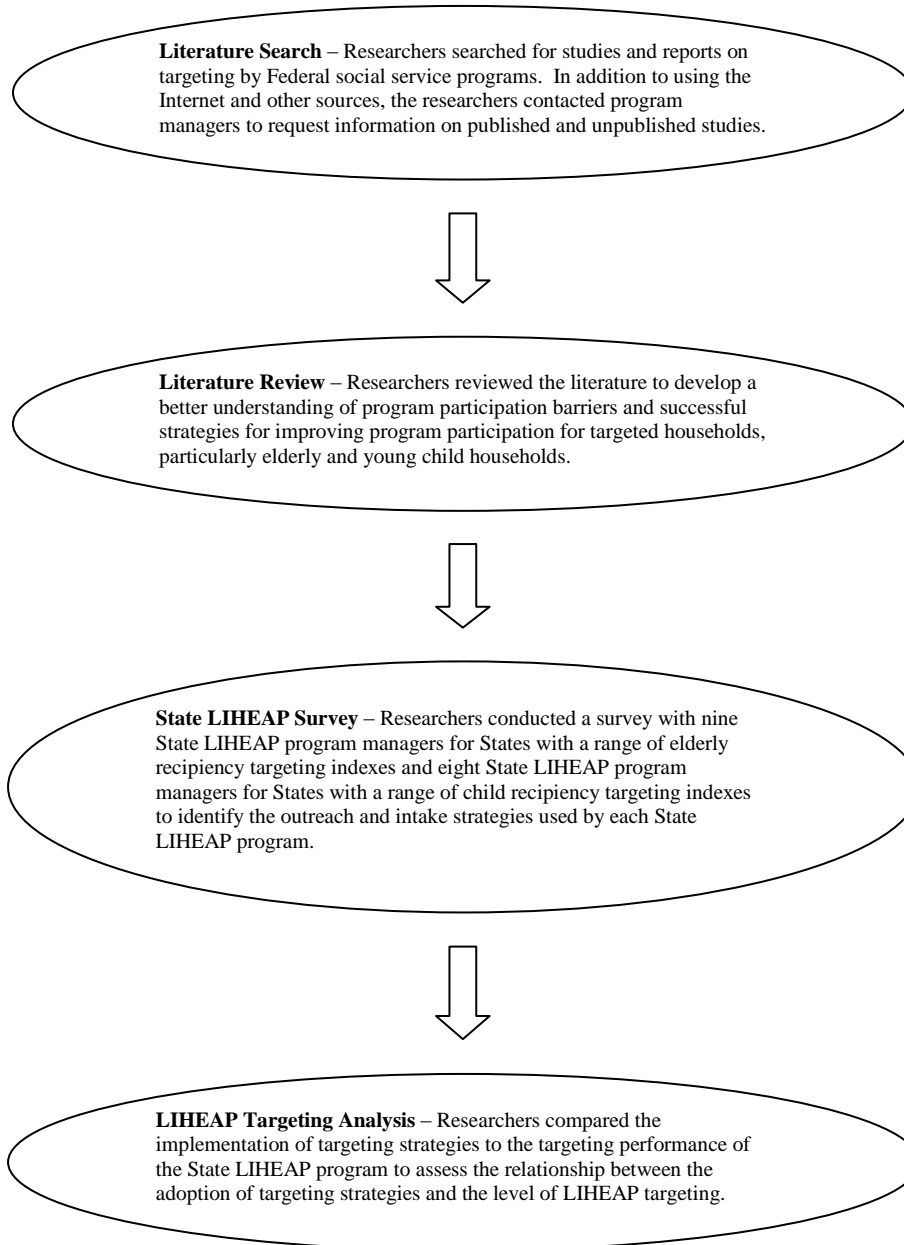 Literature Search – Researchers searched for studies and reports on
targeting by Federal social service programs.  In addition to using the
Internet and other sources, the researchers contacted program
managers to request information on published and unpublished studies.
Literature Review – Researchers reviewed the literature to develop a
better understanding of program participation barriers and successful
strategies for improving program participation for targeted households,
particularly elderly and young child households.
State LIHEAP Survey – Researchers conducted a survey with nine
State LIHEAP program managers for States with a range of elderly
recipiency targeting indexes and eight State LIHEAP program
managers for States with a range of child recipiency targeting indexes
to identify the outreach and intake strategies used by each State
LIHEAP program.
LIHEAP Targeting Analysis – Researchers compared the
implementation of targeting strategies to the targeting performance of
the State LIHEAP program to assess the relationship between the
adoption of targeting strategies and the level of LIHEAP targeting.